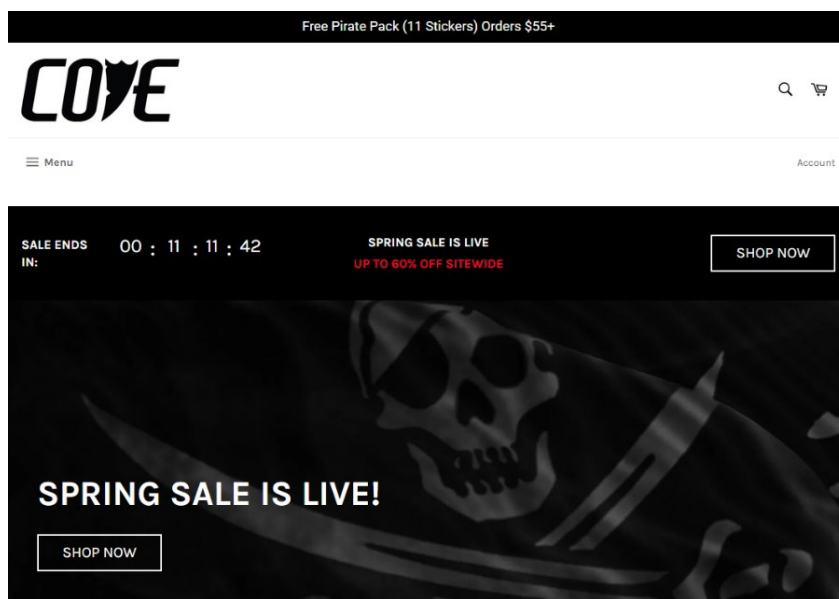 Free Pirate Pack (11 Stickers) Orders $55+
COVE
Menu
Account
SALE ENDS
IN:
00 : 11 : 11 : 42
SPRING SALE IS LIVE
UP TO 60% OFF SITEWIDE
SHOP NOW
SPRING SALE IS LIVE!
SHOP NOW